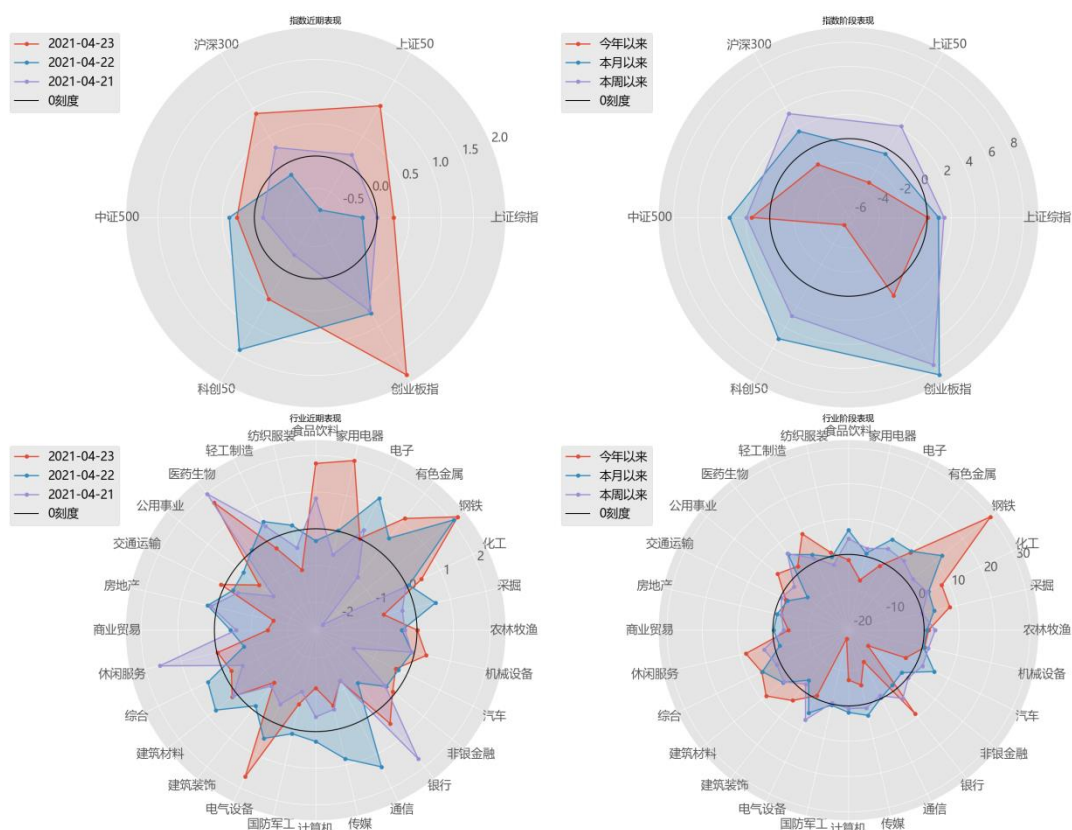 指数近期表现
2021-04-23
2021-04-22
2021-04-21
0刻度
沪深300
上证50
上证综指
中证500
科创50
创业板指
-0.5
0.0
0.5
1.0
1.5
2.0
指数阶段表现
今年以来
本月以来
本周以来
0刻度
沪深300
上证50
上证综指
中证500
科创50
创业板指
-6
-4
-2
0
2
4
6
8
行业近期表现
2021-04-23
2021-04-22
2021-04-21
0刻度
食品饮料
纺织服装
家用电器
轻工制造
电子
医药生物
有色金属
公用事业
钢铁
交通运输
化工
房地产
采掘
商业贸易
农林牧渔
休闲服务
机械设备
综合
汽车
建筑材料
非银金融
建筑装饰
银行
电气设备
通信
国防军工
传媒
计算机
-2
-1
0
1
2
行业阶段表现
今年以来
本月以来
本周以来
0刻度
食品饮料
纺织服装
家用电器
轻工制造
电子
医药生物
有色金属
公用事业
钢铁
交通运输
化工
房地产
采掘
商业贸易
农林牧渔
休闲服务
机械设备
综合
汽车
建筑材料
非银金融
建筑装饰
银行
电气设备
通信
国防军工
传媒
计算机
-20
-10
0
10
20
30